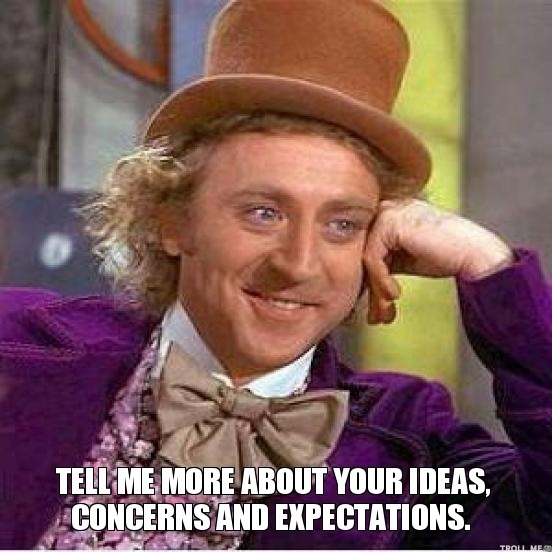 TELL ME MORE ABOUT YOUR IDEAS,
CONCERNS AND EXPECTATIONS.
TROLL ME